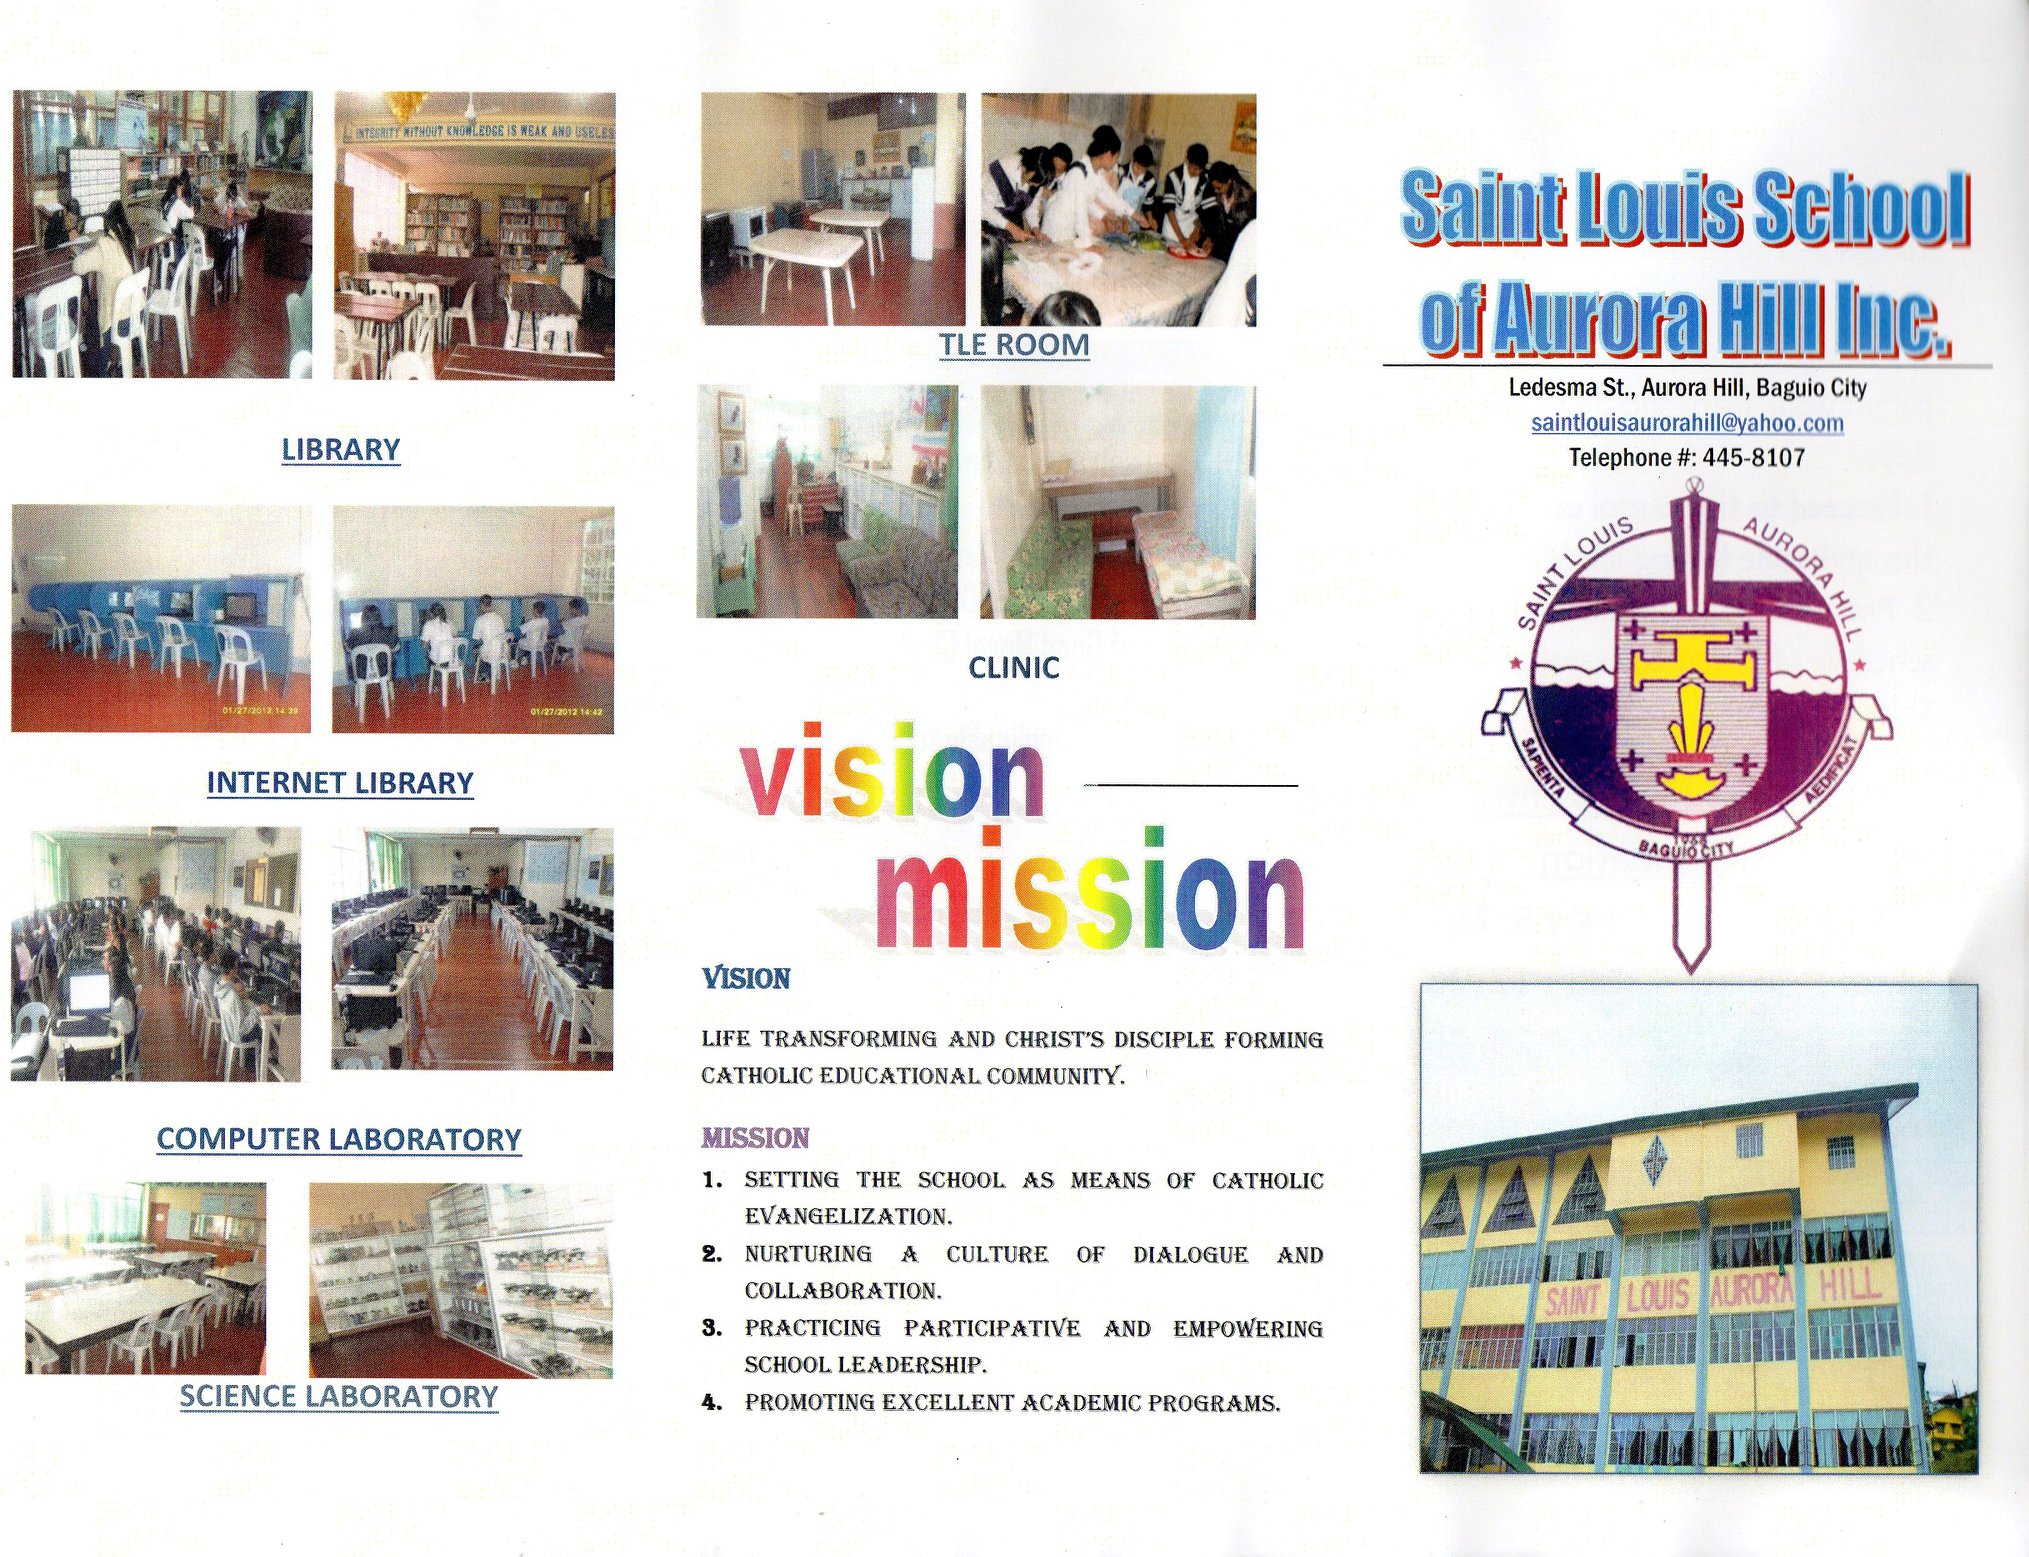 INTEGRITY WITHOUT KNOWLEDGE IS WEAK AND USELES
LIBRARY
01/27/2012 14:39
01/27/2012 14:42
INTERNET LIBRARY
COMPUTER LABORATORY
SCIENCE LABORATORY
TLE ROOM
CLINIC
vision
mission
VISION
LIFE TRANSFORMING AND CHRIST'S DISCIPLE FORMING
CATHOLIC EDUCATIONAL COMMUNITY.
MISSION
1. SETTING THE SCHOOL AS MEANS OF CATHOLIC
EVANGELIZATION.
2. NURTURING A CULTURE OF DIALOGUE AND
COLLABORATION.
3. PRACTICING PARTICIPATIVE AND EMPOWERING
SCHOOL LEADERSHIP.
4. PROMOTING EXCELLENT ACADEMIC PROGRAMS.
Saint Louis School
of Aurora Hill Inc.
Ledesma St., Aurora Hill, Baguio City
saintlouisaurorahill@yahoo.com
Telephone #: 445-8107
SAINT LOUIS AURORA HILL
SAPIENTA AEDIFICAT
BAGUIO CITY
SAINT LOUIS AURORA HILL